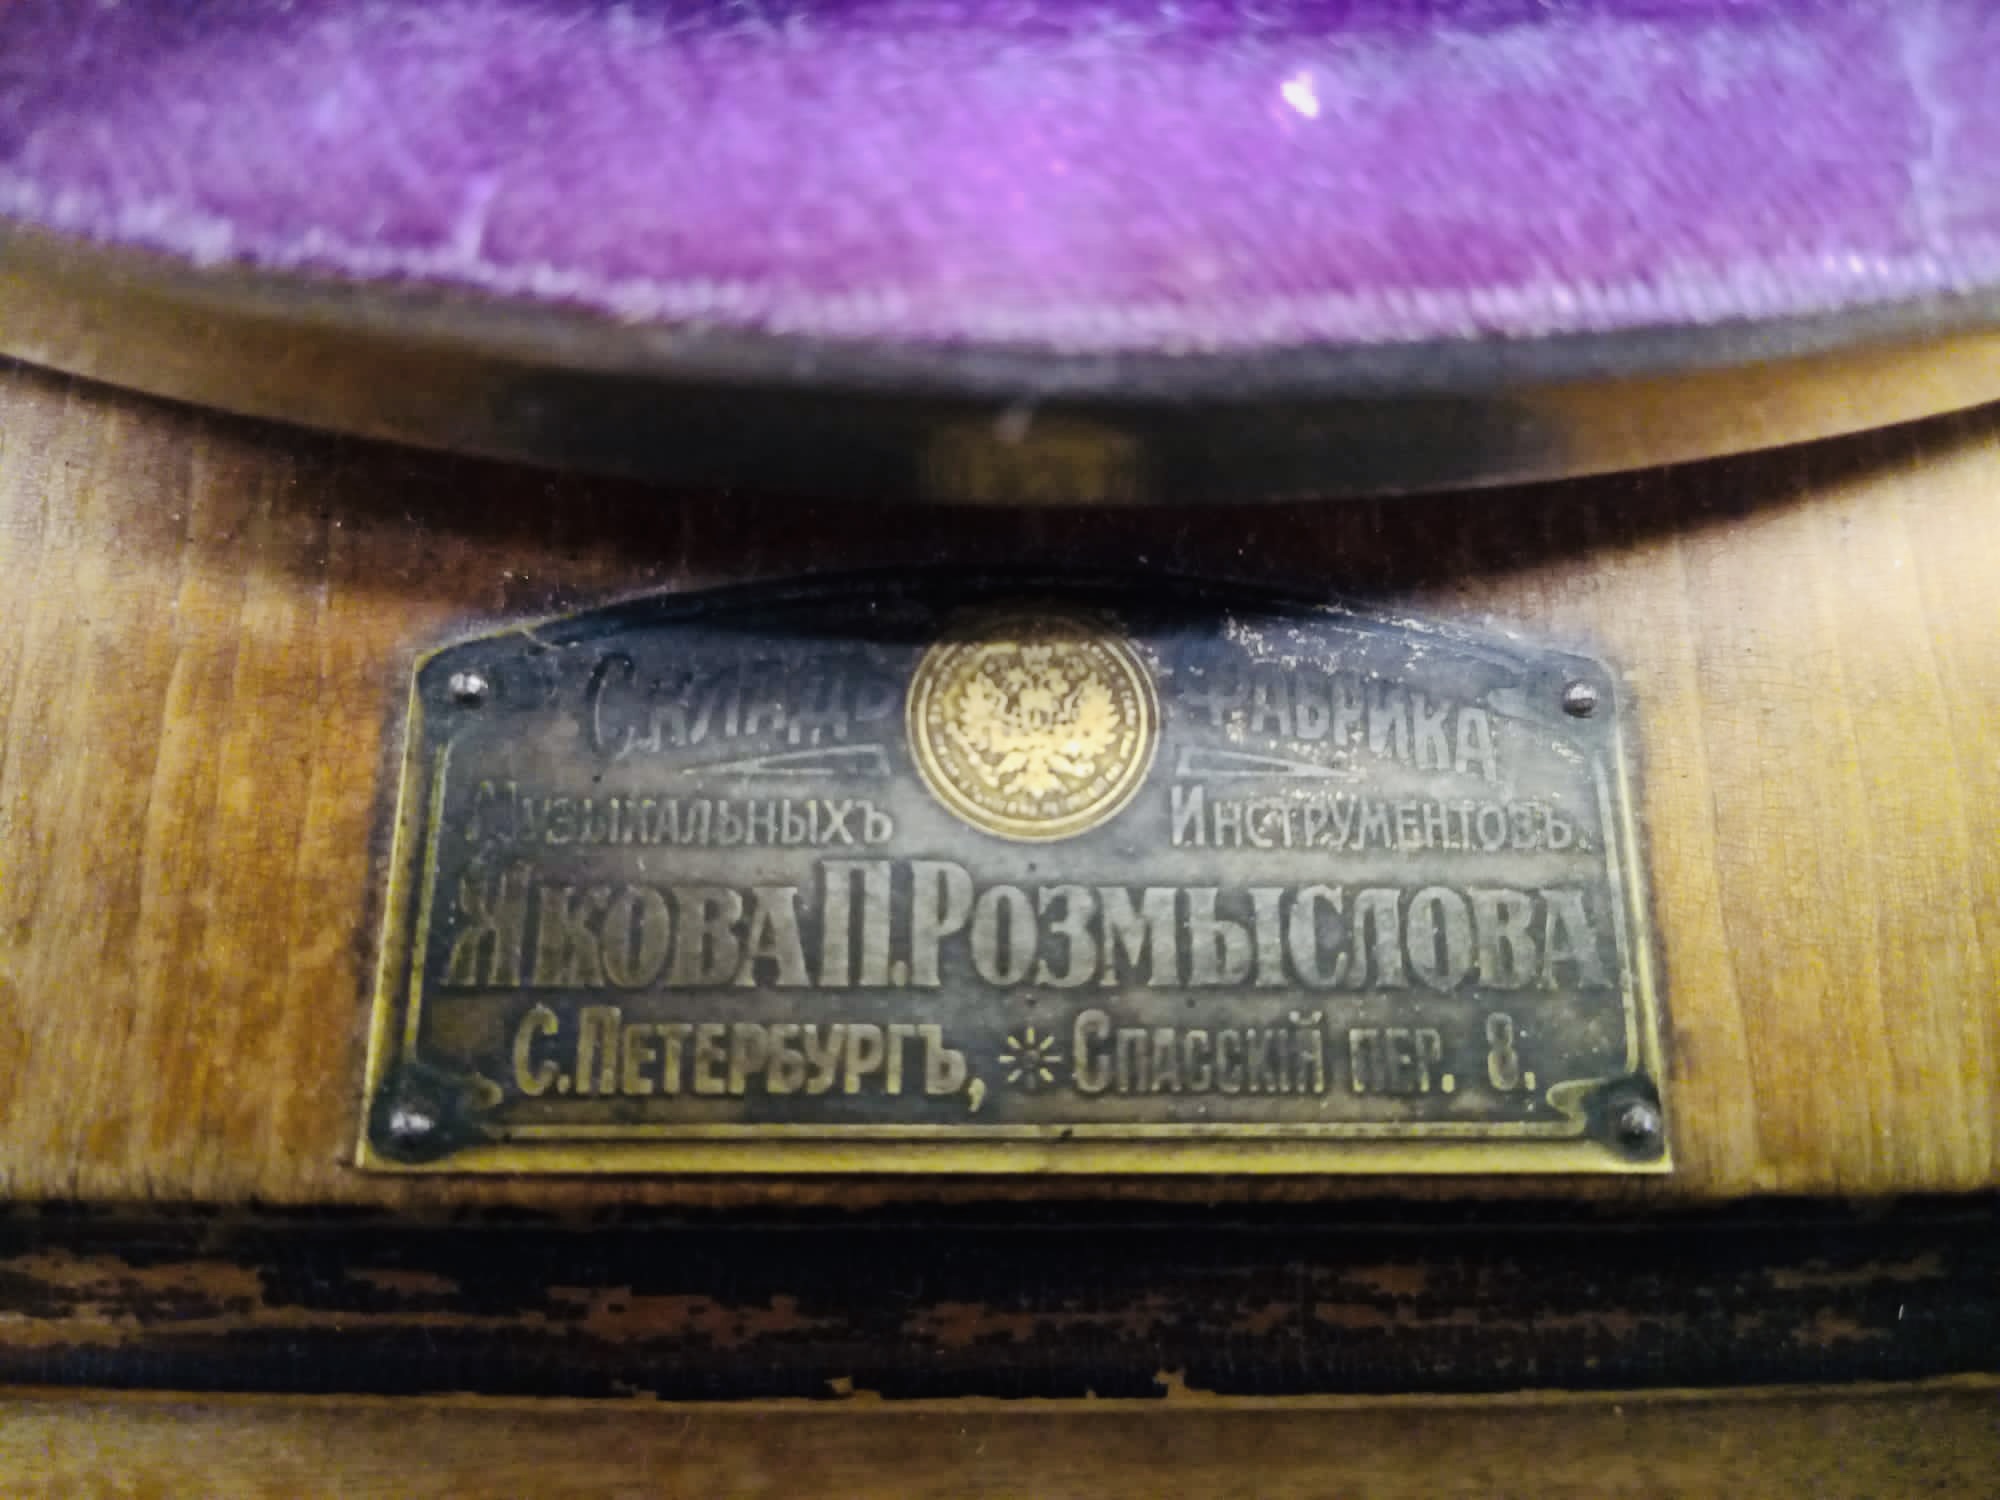 Складъ Фабрика
Музыкальныхъ Инструментовъ.
Якова П. Розмыслова
С. Петербургъ, Спасскій пер. 8.